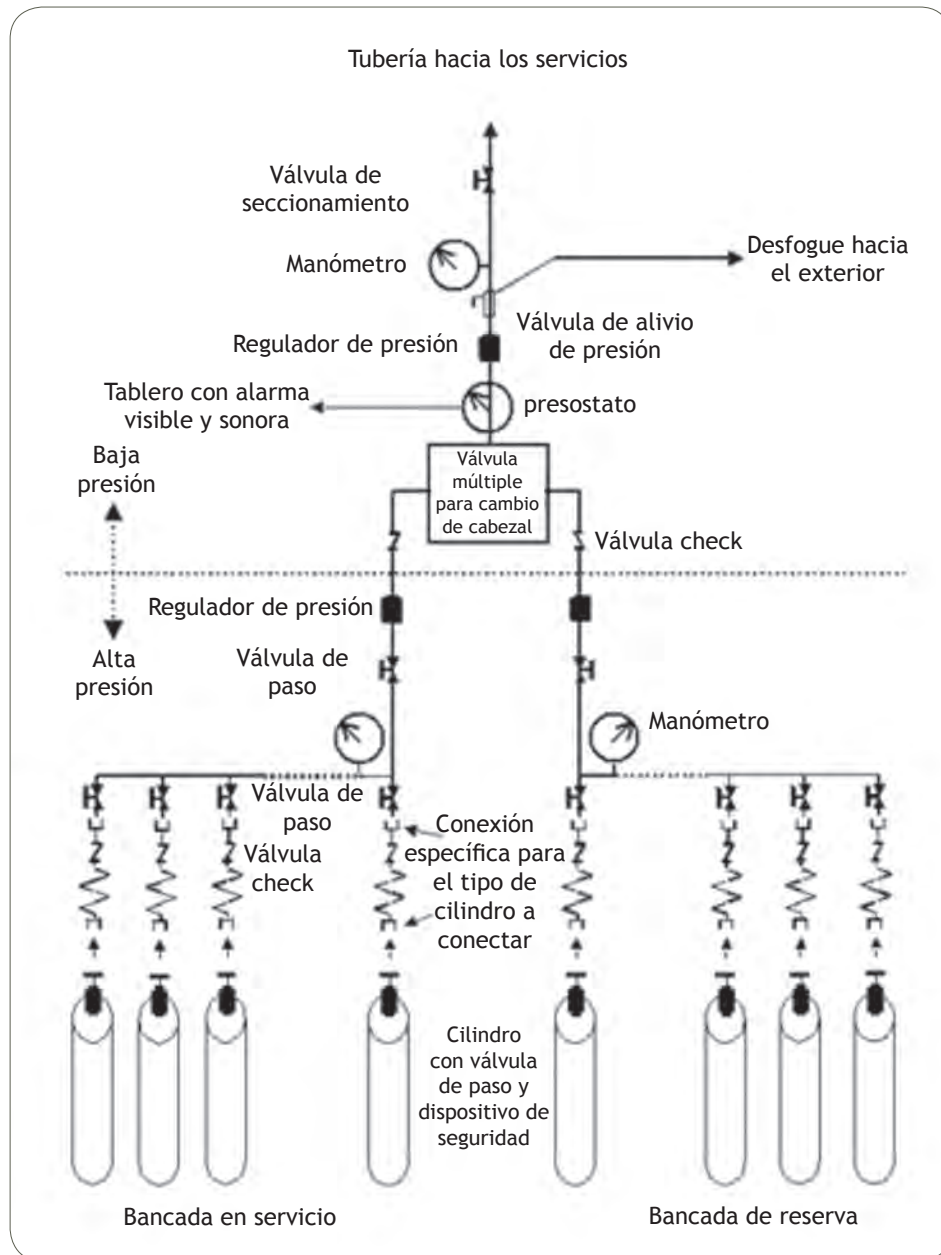 Tubería hacia los servicios
Válvula de
seccionamiento
Manómetro
Desfogue hacia
el exterior
Válvula de alivio
de presión
Regulador de presión
Tablero con alarma
visible y sonora
presostato
Baja
presión
Válvula
múltiple
para cambio
de cabezal
Válvula check
Regulador de presión
Alta
presión
Válvula de
paso
Manómetro
Válvula de
paso
Válvula
check
Conexión
específica para
el tipo de
cilindro a
conectar
Cilindro
con válvula
de paso y
dispositivo de
seguridad
Bancada en servicio
Bancada de reserva